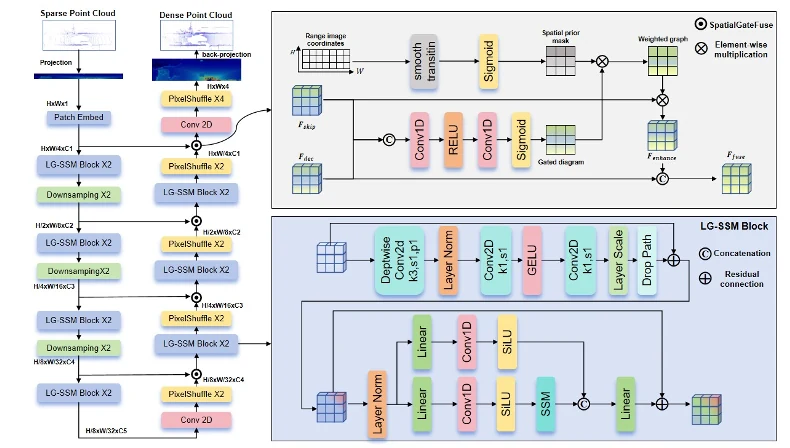 Sparse Point Cloud
Dense Point Cloud
Projection
back-projection
HxWx1
HxWx4
Patch Embed
PixelShuffle X4
Conv 2D
HxW/4xC1
HxW/4xC1
LG-SSM Block X2
PixelShuffle X2
Downsamping X2
LG-SSM Block X2
H/2xW/8xC2
H/2xW/8xC2
LG-SSM Block X2
PixelShuffle X2
DownsampingX2
LG-SSM Block X2
H/4xW/16xC3
H/4xW/16xC3
LG-SSM Block X2
PixelShuffle X2
Downsamping X2
LG-SSM Block X2
H/8xW/32xC4
H/8xW/32xC4
LG-SSM Block X2
PixelShuffle X2
Conv 2D
H/8xW/32xC5
Range image
coordinates
H
W
smooth
transitin
Sigmoid
Spatial prior
mask
Weighted graph
SpatialGateFuse
Element-wise
multiplication
F_skip
F_dec
C
Conv1D
RELU
Conv1D
Sigmoid
Gated diagram
F_enhance
C
F_fuse
LG-SSM Block
Deptwise
Conv2d
k3,s1,p1
Layer Norm
Conv2D
k1,s1
GELU
Conv2D
k1,s1
Layer Scale
Drop Path
C
Concatenation
Residual
connection
Layer Norm
Linear
Conv1D
SiLU
Linear
Conv1D
SiLU
SSM
C
Linear